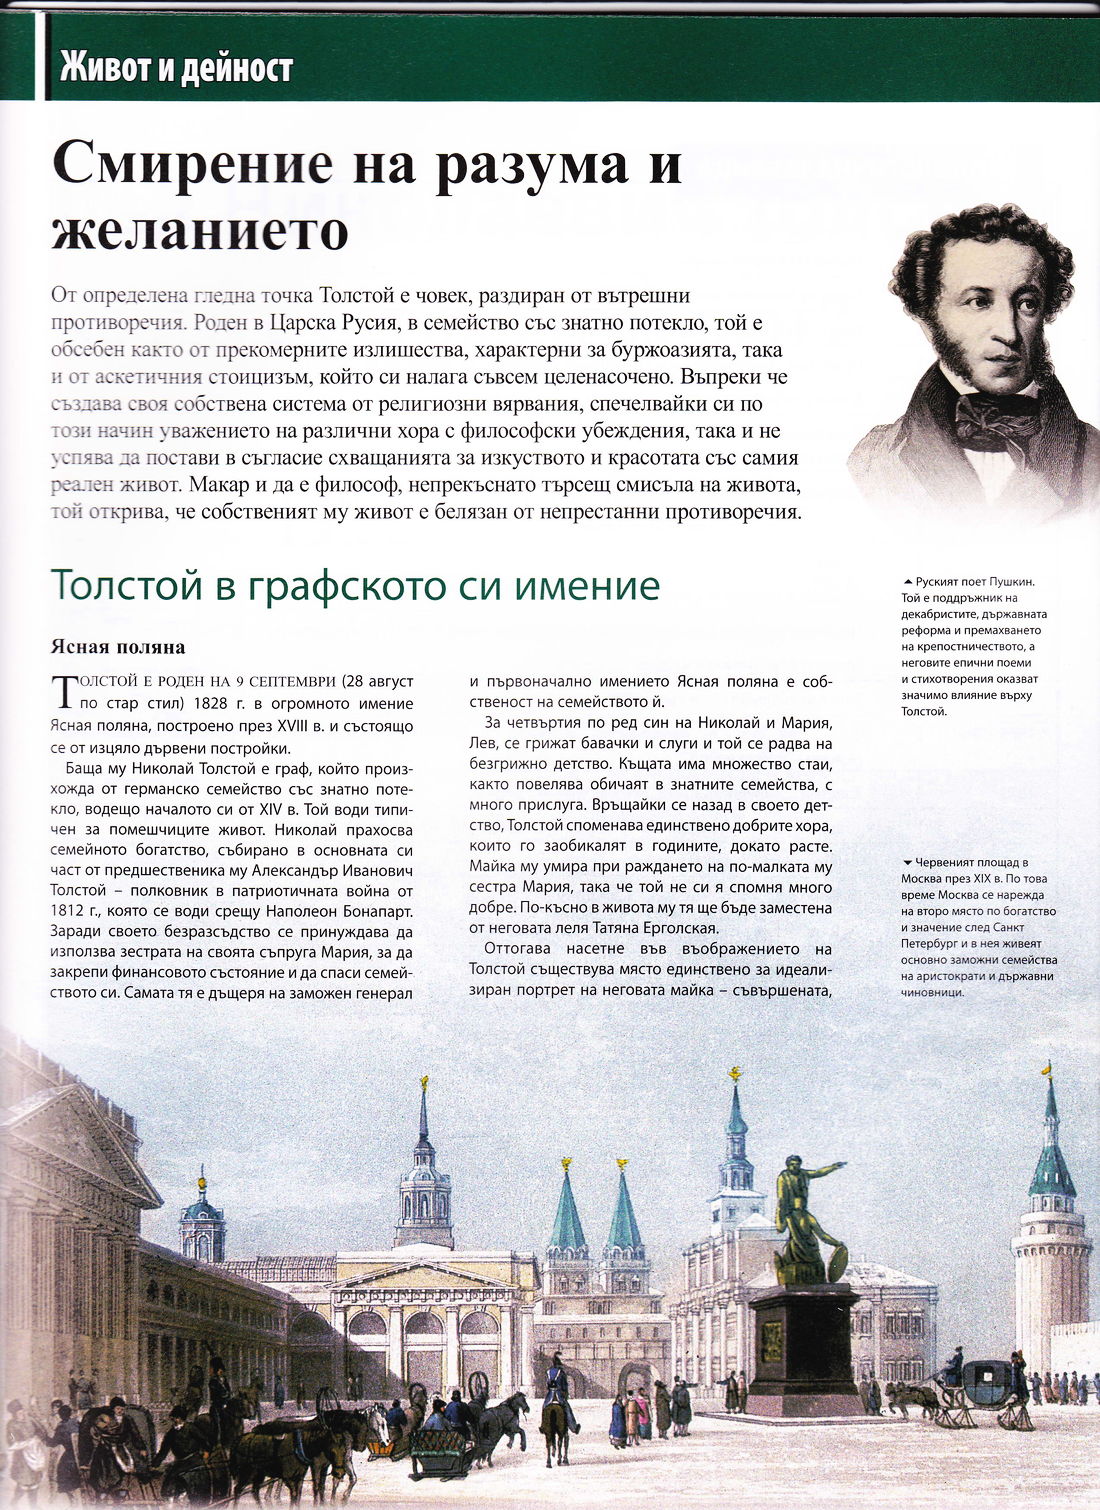 Живот и дейност
Смирение на разума и
желанието
От определена гледна точка Толстой е човек, раздиран от вътрешни
противоречия. Роден в Царска Русия, в семейство със знатно потекло, той е
обсебен както от прекомерните излишества, характерни за буржоазията, така
и от аскетичния стоицизъм, който си налага съвсем целенасочено. Въпреки че
създава своя собствена система от религиозни вярвания, спечелвайки си по
този начин уважението на различни хора с философски убеждения, така и не
успява да постави в съгласие схващанията за изкуството и красотата със самия
реален живот. Макар и да е философ, непрекъснато търсещ смисъла на живота,
той открива, че собственият му живот е белязан от непрестанни противоречия.
Толстой в графското си имение
Ясная поляна
ТОЛСТОЙ Е РОДЕН НА 9 СЕПТЕМВРИ (28 август
по стар стил) 1828 г. в огромното имение
Ясная поляна, построено през XVIII в. и състоящо
се от изцяло дървени постройки.
Баща му Николай Толстой е граф, който произ-
хожда от германско семейство със знатно поте-
кло, водещо началото си от XIV в. Той води типи-
чен за помешчиците живот. Николай прахосва
семейното богатство, събирано в основната си
част от предшественика му Александър Иванович
Толстой – полковник в патриотичната война от
1812 г., която се води срещу Наполеон Бонапарт.
Заради своето безразсъдство се принуждава да
използва зестрата на своята съпруга Мария, за да
закрепи финансовото състояние и да спаси семей-
ството си. Самата тя е дъщеря на заможен генерал
и първоначално имението Ясная поляна е соб-
ственост на семейството ѝ.
За четвъртия по ред син на Николай и Мария,
Лев, се грижат бавачки и слуги и той се радва на
безгрижно детство. Къщата има множество стаи,
както повелява обичаят в знатните семейства, с
много прислуга. Връщайки се назад в своето дет-
ство, Толстой споменава единствено добрите хора,
които го заобикалят в годините, докато расте.
Майка му умира при раждането на по-малката му
сестра Мария, така че той не си я спомня много
добре. По-късно в живота му тя ще бъде заместена
от неговата леля Татяна Ерголская.
Оттогава насетне във въображението на
Толстой съществува място единствено за идеали-
зиран портрет на неговата майка – съвършената,
▲ Руският поет Пушкин.
Той е поддръжник на
декабристите, държавната
реформа и премахването
на крепостничеството, а
неговите епични поеми
и стихотворения оказват
значимо влияние върху
Толстой.
▼ Червеният площад в
Москва през XIX в. По това
време Москва се нарежда
на второ място по богатство
и значение след Санкт
Петербург и в нея живеят
основно заможни семейства
на аристократи и държавни
чиновници.